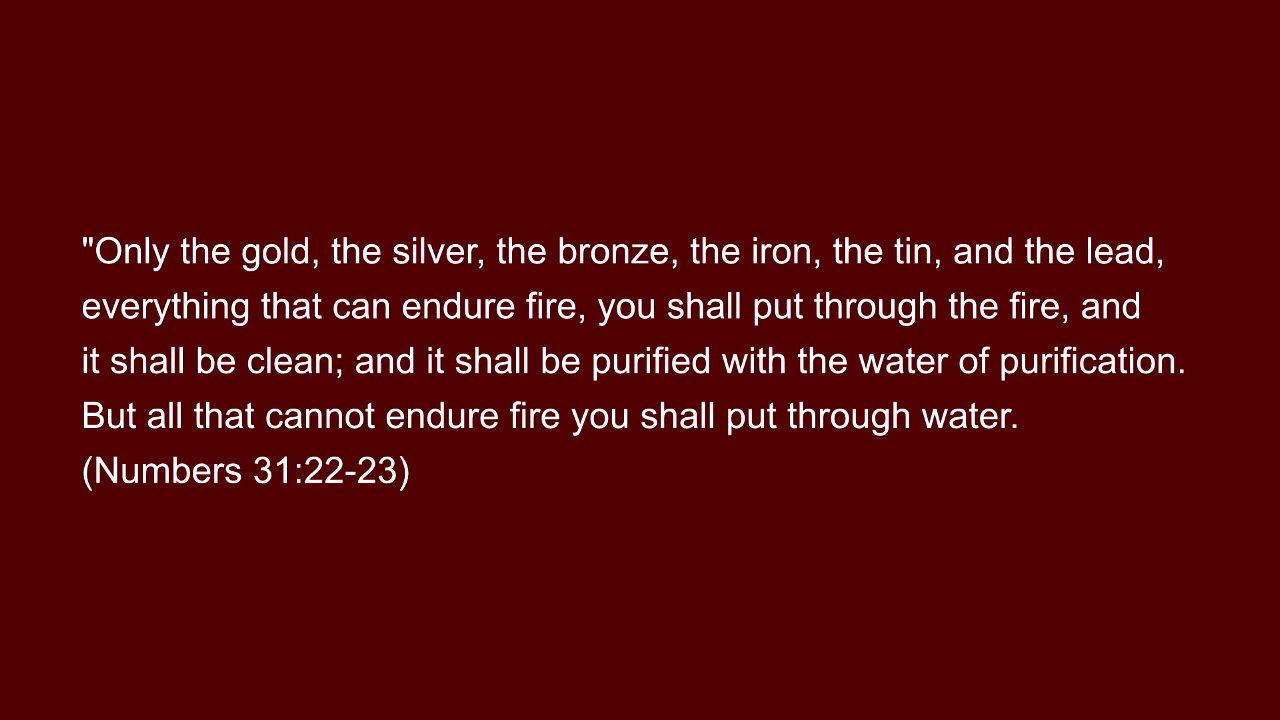 "Only the gold, the silver, the bronze, the iron, the tin, and the lead,
everything that can endure fire, you shall put through the fire, and
it shall be clean; and it shall be purified with the water of purification.
But all that cannot endure fire you shall put through water.
(Numbers 31:22-23)